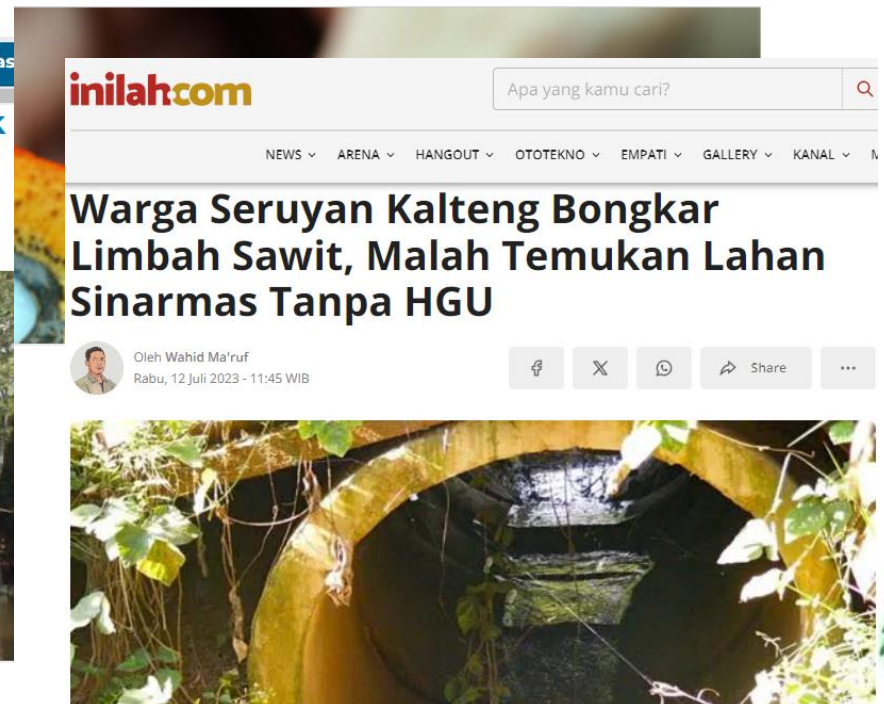 as
inilah.com
Apa yang kamu cari?
NEWS ARENA HANGOUT OTOTEKNO EMPATI GALLERY KANAL
Warga Seruyan Kalteng Bongkar
Limbah Sawit, Malah Temukan Lahan
Sinarmas Tanpa HGU
Oleh Wahid Ma'ruf
Rabu, 12 Juli 2023 - 11:45 WIB
Share